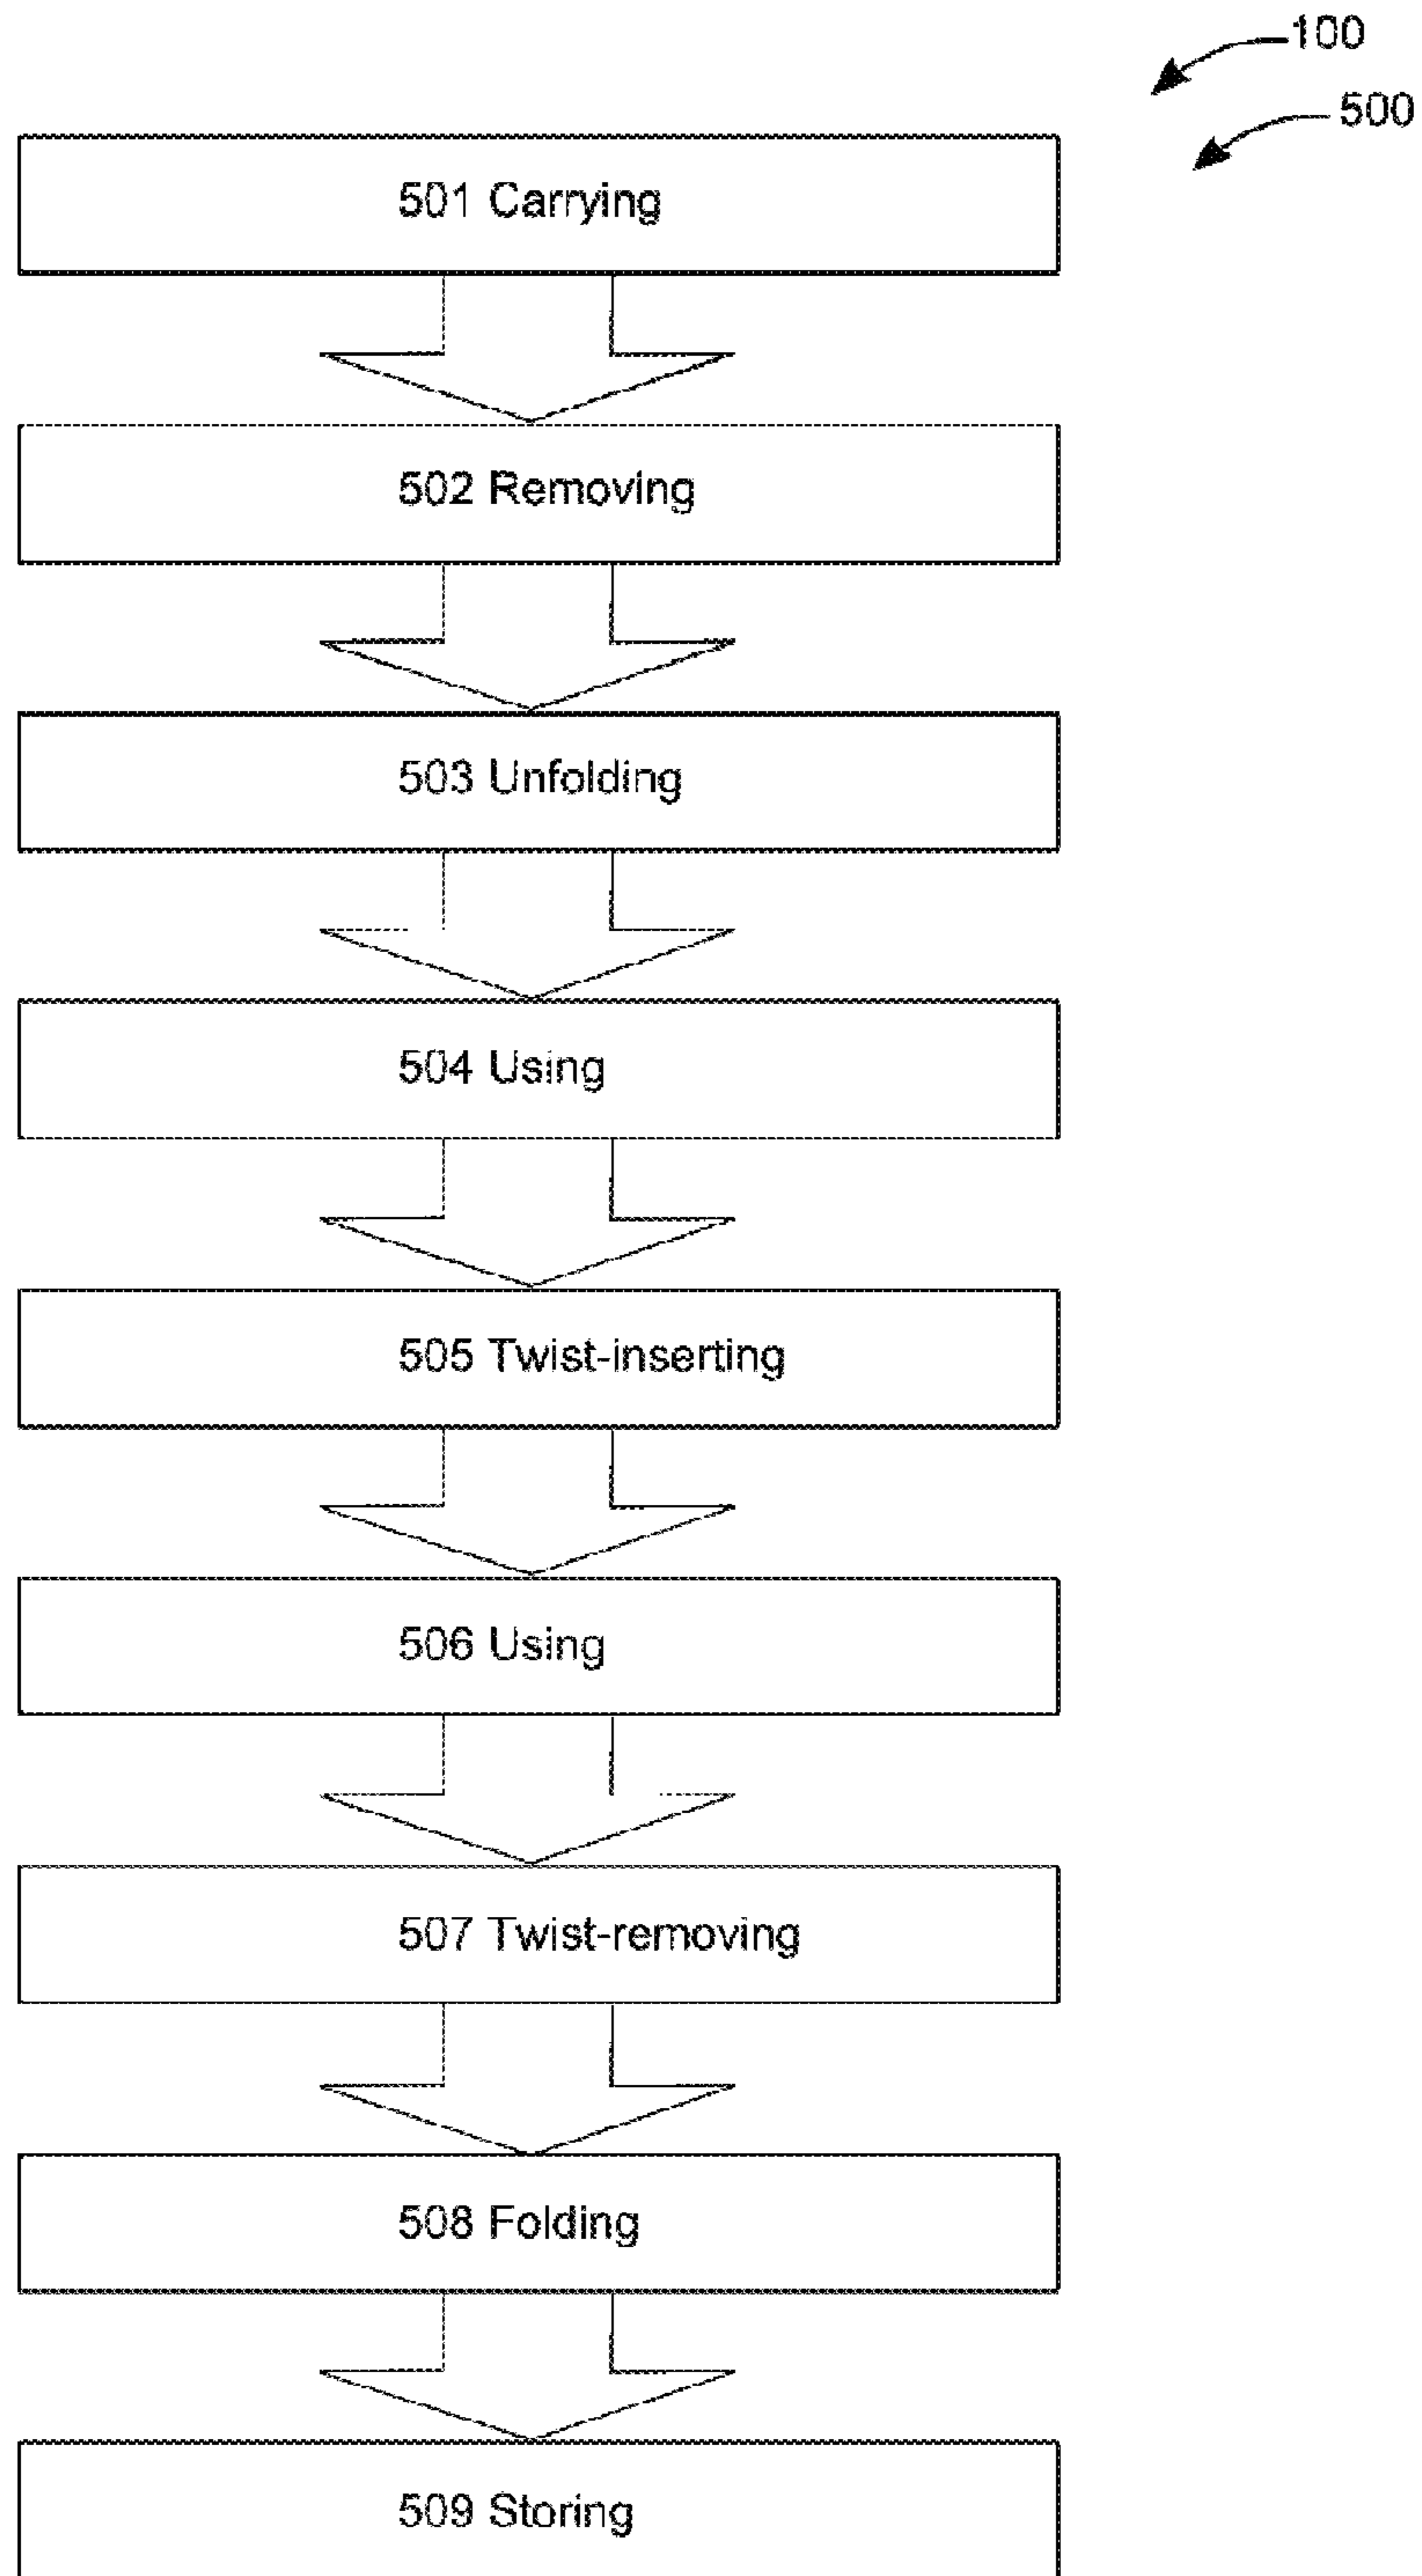 100
500
501 Carrying
502 Removing
503 Unfolding
504 Using
505 Twist-inserting
506 Using
507 Twist-removing
508 Folding
509 Storing